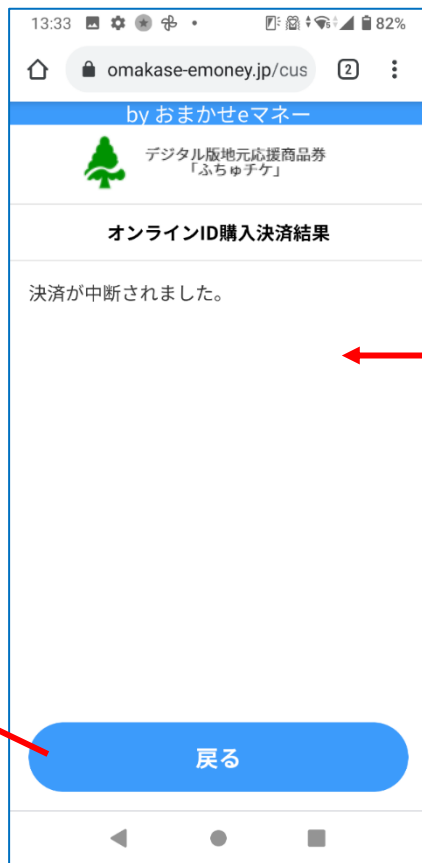 13:33 82%
omakase-emoney.jp/cus 2
by おまかせeマネー
デジタル版地元応援商品券
「ふちゅチケ」
オンラインID購入決済結果
決済が中断されました。
戻る